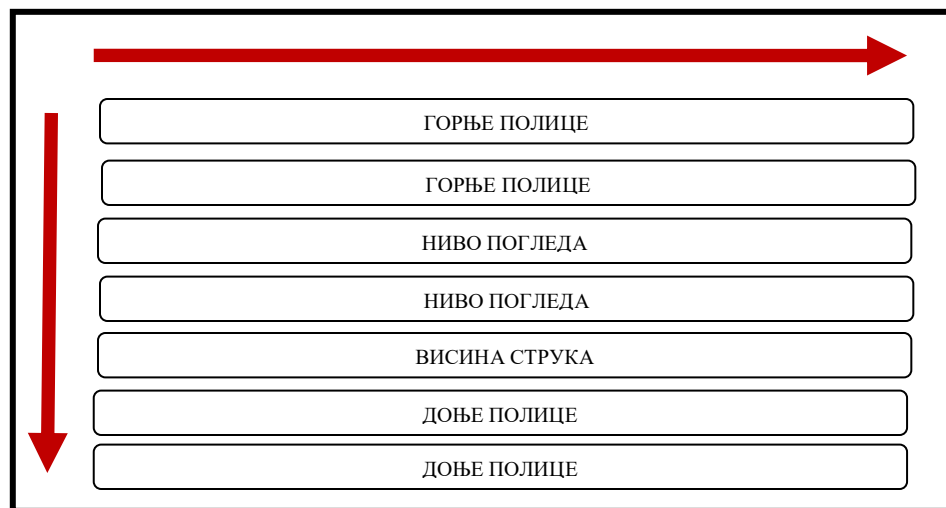 ГОРЊЕ ПОЛИЦЕ
ГОРЊЕ ПОЛИЦЕ
НИВО ПОГЛЕДА
НИВО ПОГЛЕДА
ВИСИНА СТРУКА
ДОЊЕ ПОЛИЦЕ
ДОЊЕ ПОЛИЦЕ